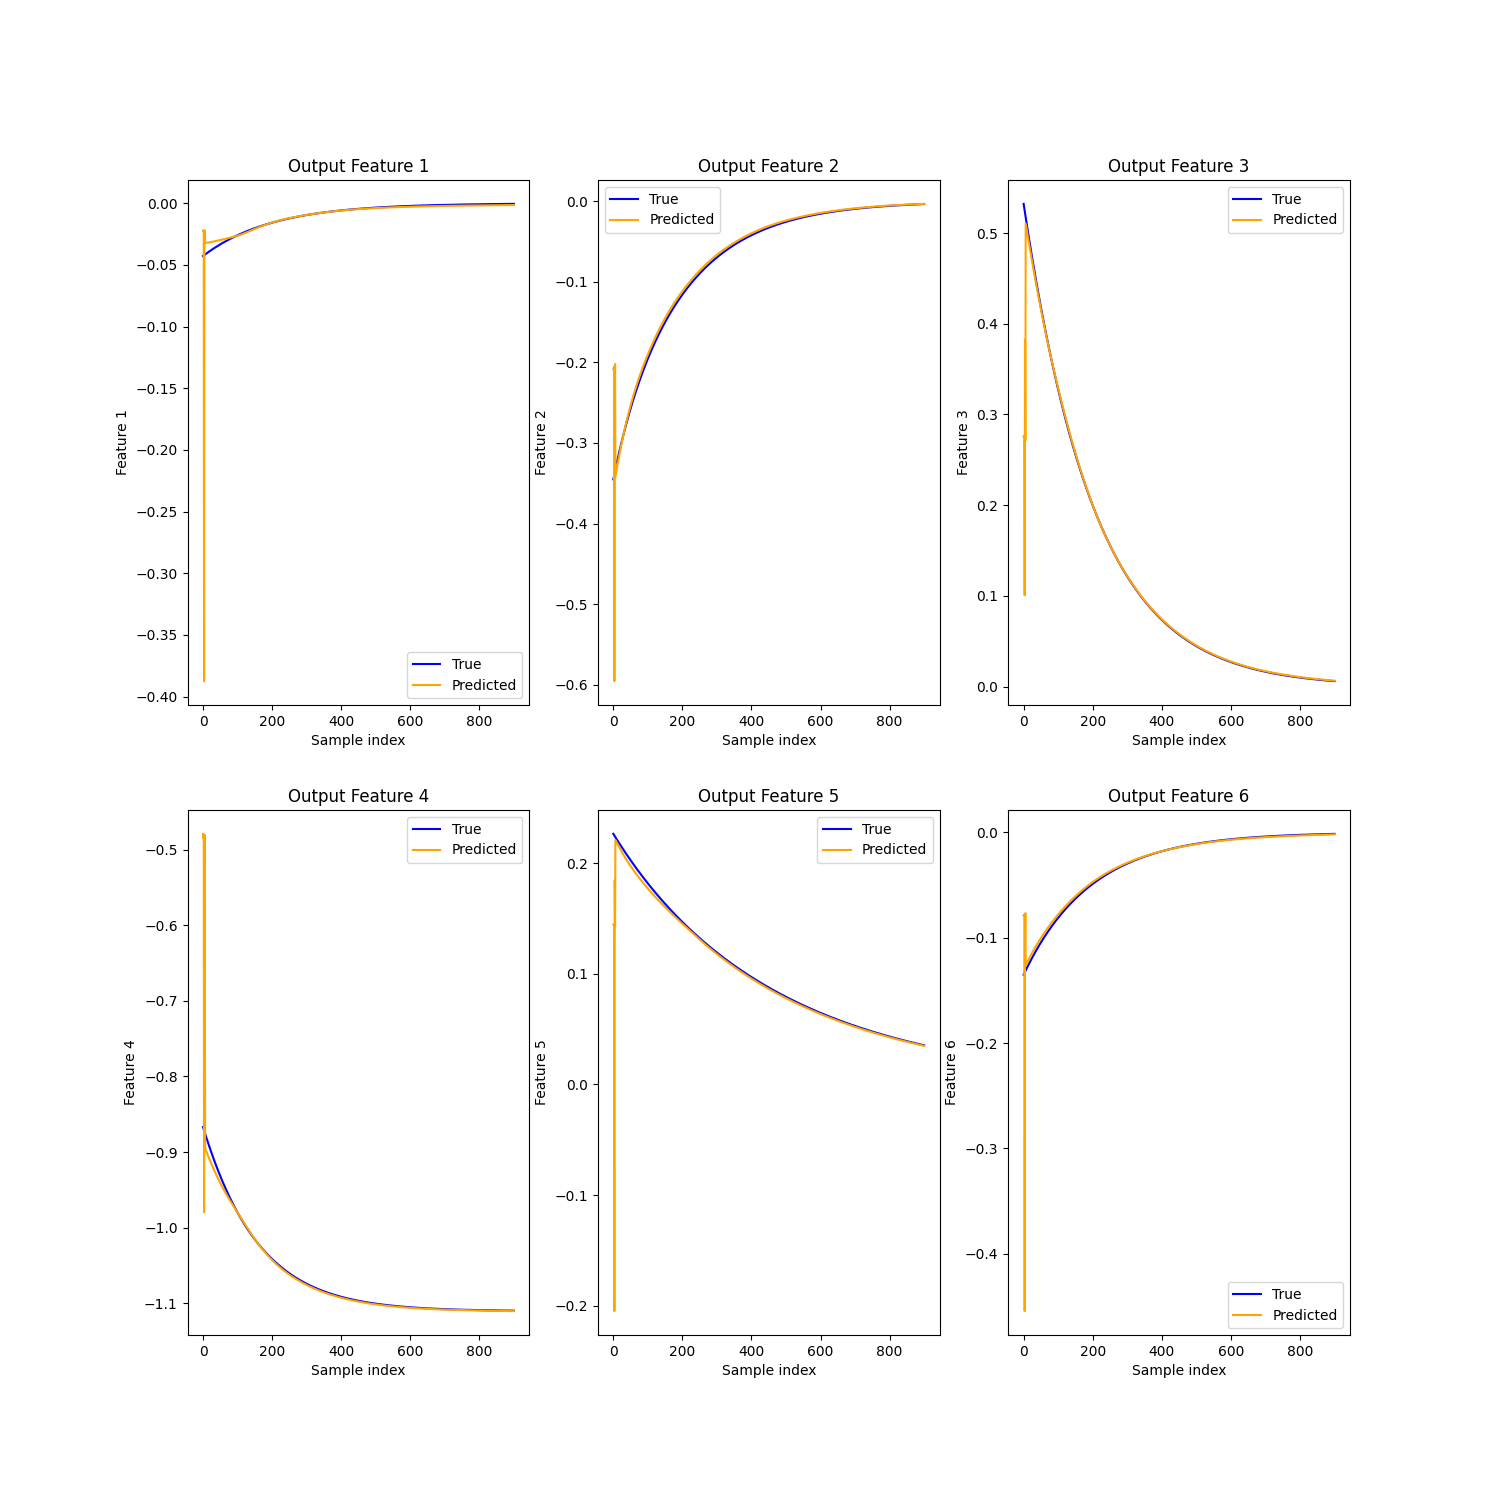 Output Feature 1
Feature 1
0.00
−0.05
−0.10
−0.15
−0.20
−0.25
−0.30
−0.35
−0.40
0
200
400
600
800
Sample index
True
Predicted
Output Feature 2
Feature 2
0.0
−0.1
−0.2
−0.3
−0.4
−0.5
−0.6
0
200
400
600
800
Sample index
True
Predicted
Output Feature 3
Feature 3
0.5
0.4
0.3
0.2
0.1
0.0
0
200
400
600
800
Sample index
True
Predicted
Output Feature 4
Feature 4
−0.5
−0.6
−0.7
−0.8
−0.9
−1.0
−1.1
0
200
400
600
800
Sample index
True
Predicted
Output Feature 5
Feature 5
0.2
0.1
0.0
−0.1
−0.2
0
200
400
600
800
Sample index
True
Predicted
Output Feature 6
Feature 6
0.0
−0.1
−0.2
−0.3
−0.4
0
200
400
600
800
Sample index
True
Predicted